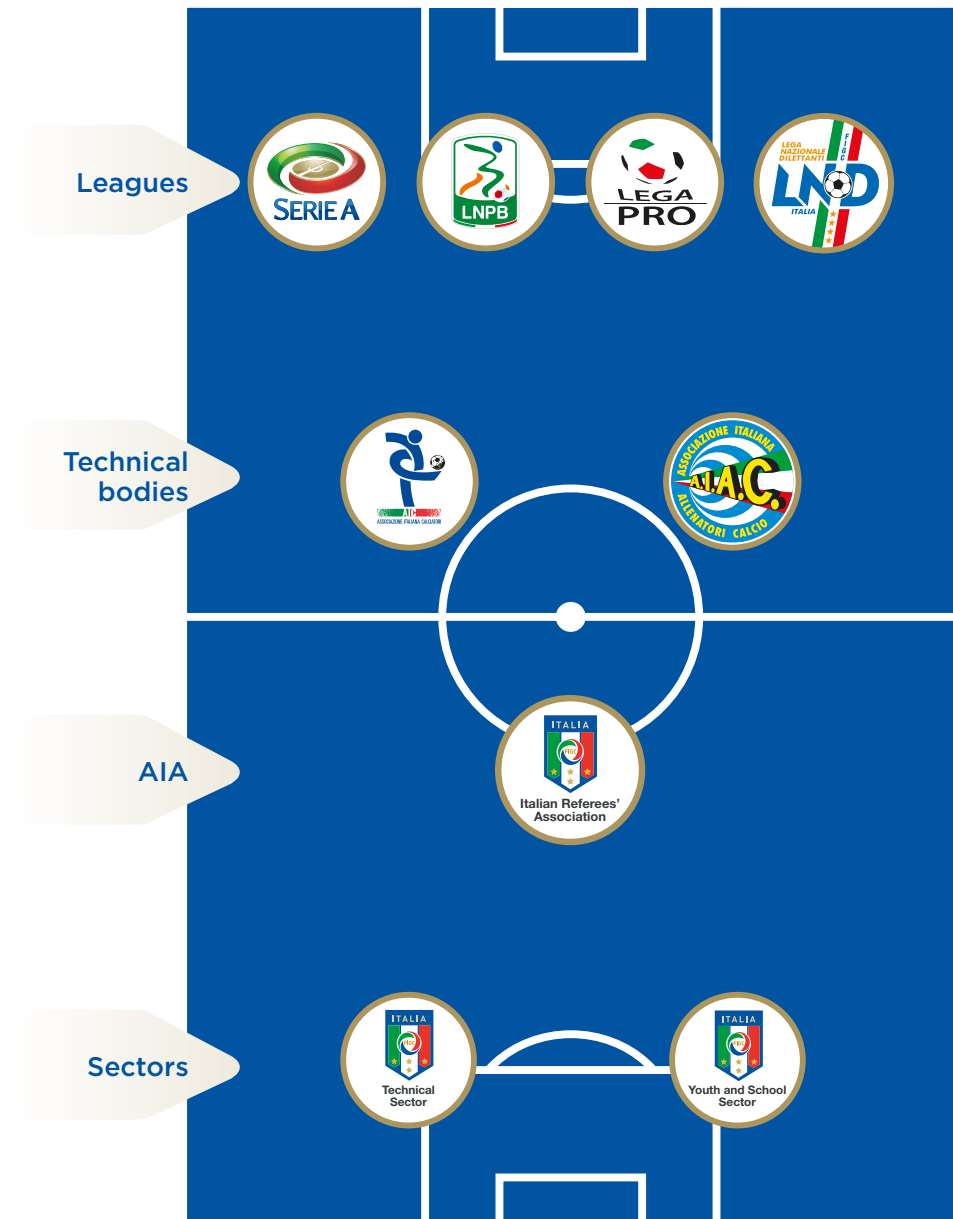 Leagues
SERIE A
LNPB
LEGA
PRO
LEGA
NAZIONALE
DILETTANTI
FIGC
LND
ITALIA
Technical
bodies
AIC
ASSOCIAZIONE ITALIANA CALCIATORI
ASSOCIAZIONE ITALIANA
A.I.A.C.
ALLENATORI CALCIO
AIA
ITALIA
FIGC
Italian Referees'
Association
Sectors
ITALIA
FIGC
Technical
Sector
ITALIA
FIGC
Youth and School
Sector